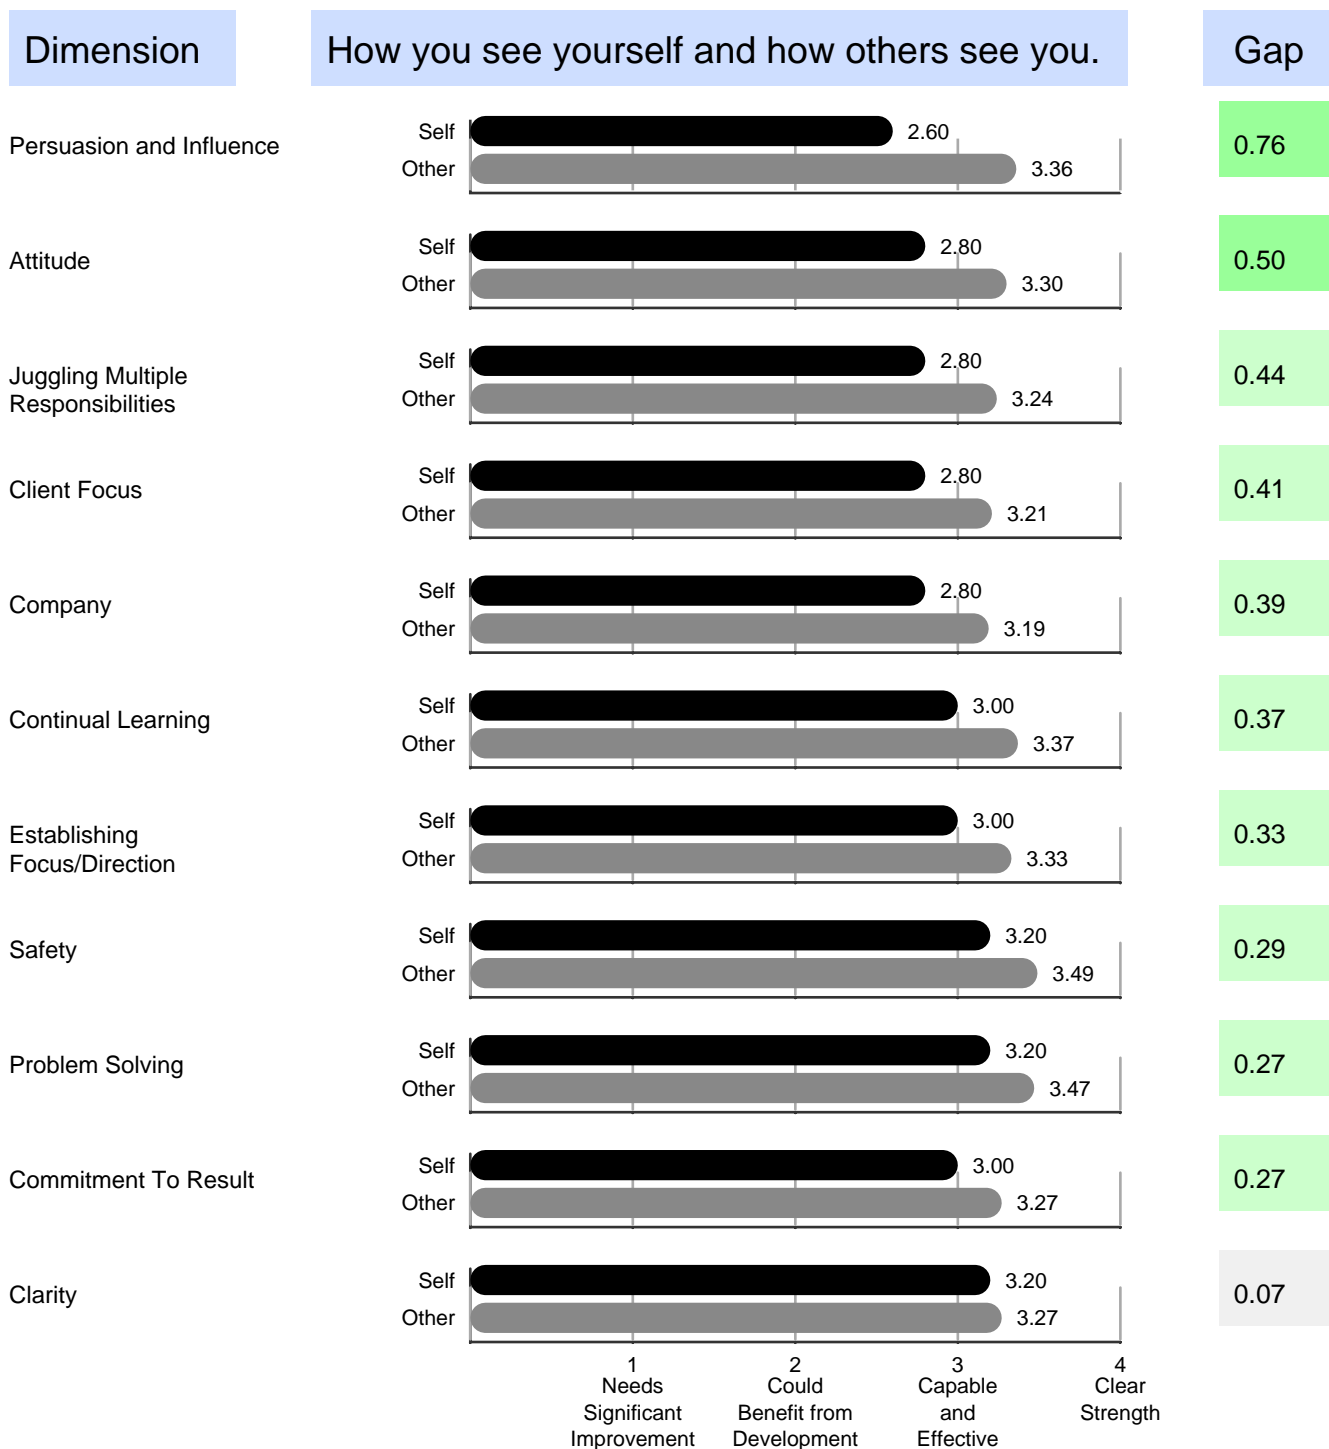 Dimension
How you see yourself and how others see you.
Gap
Persuasion and Influence
Self
2.60
Other
3.36
0.76
Attitude
Self
2.80
Other
3.30
0.50
Juggling Multiple
Responsibilities
Self
2.80
Other
3.24
0.44
Client Focus
Self
2.80
Other
3.21
0.41
Company
Self
2.80
Other
3.19
0.39
Continual Learning
Self
3.00
Other
3.37
0.37
Establishing
Focus/Direction
Self
3.00
Other
3.33
0.33
Safety
Self
3.20
Other
3.49
0.29
Problem Solving
Self
3.20
Other
3.47
0.27
Commitment To Result
Self
3.00
Other
3.27
0.27
Clarity
Self
3.20
Other
3.27
0.07
1
Needs
Significant
Improvement
2
Could
Benefit from
Development
3
Capable
and
Effective
4
Clear
Strength